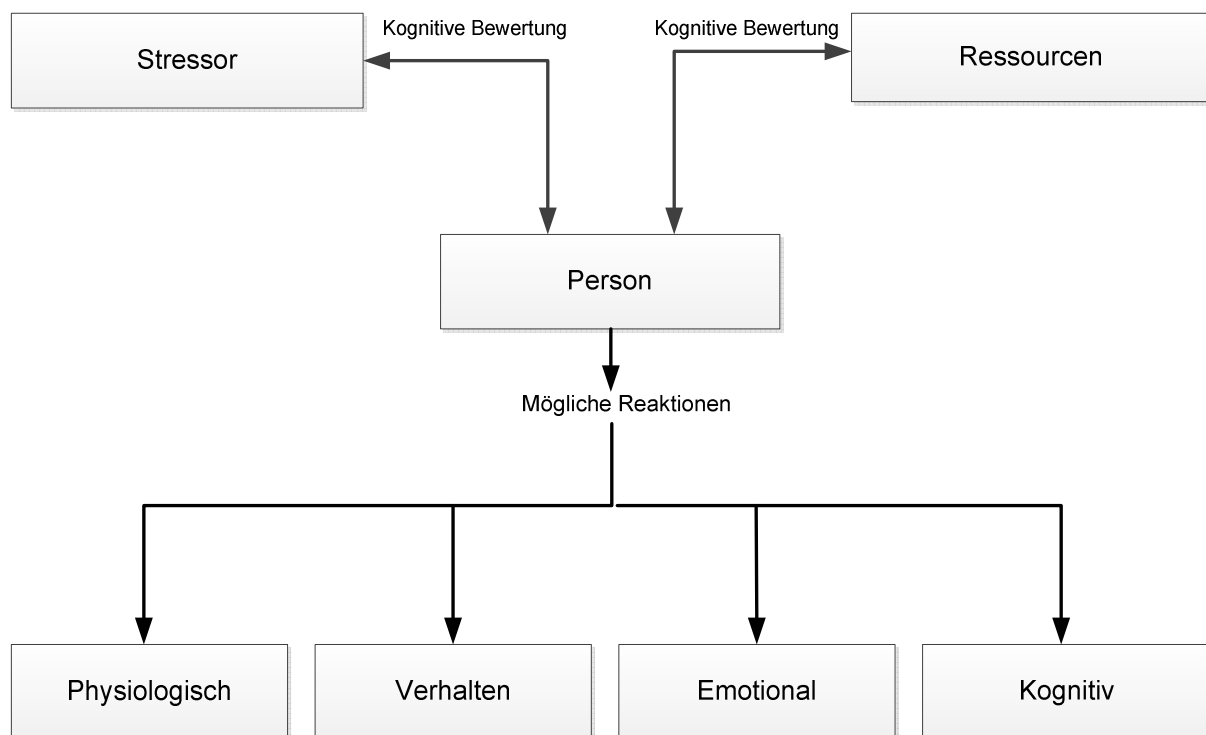 Kognitive Bewertung
Kognitive Bewertung
Stressor
Ressourcen
Person
Mögliche Reaktionen
Physiologisch
Verhalten
Emotional
Kognitiv